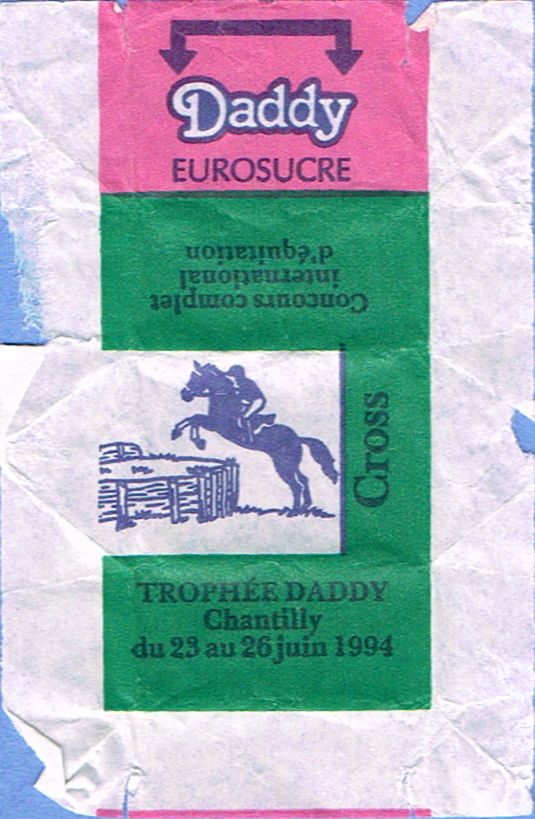 Daddy
EUROSUCRE
Concours complet
international
d'équitation
Cross
TROPHÉE DADDY
Chantilly
du 23 au 26 juin 1994